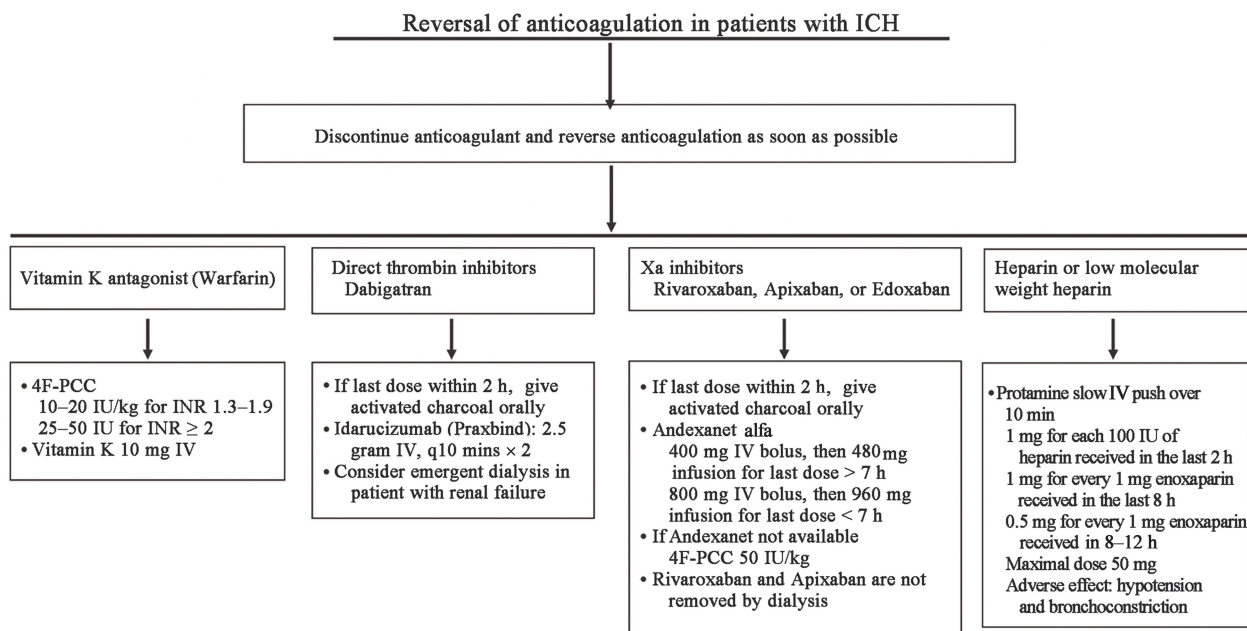 Reversal of anticoagulation in patients with ICH
Discontinue anticoagulant and reverse anticoagulation as soon as possible
Vitamin K antagonist (Warfarin)
• 4F-PCC
10–20 IU/kg for INR 1.3–1.9
25–50 IU for INR ≥ 2
• Vitamin K 10 mg IV
Direct thrombin inhibitors
Dabigatran
• If last dose within 2 h, give
activated charcoal orally
• Idarucizumab (Praxbind): 2.5
gram IV, q10 mins × 2
• Consider emergent dialysis in
patient with renal failure
Xa inhibitors
Rivaroxaban, Apixaban, or Edoxaban
• If last dose within 2 h, give
activated charcoal orally
• Andexanet alfa
400 mg IV bolus, then 480mg
infusion for last dose > 7 h
800 mg IV bolus, then 960 mg
infusion for last dose < 7 h
• If Andexanet not available
4F-PCC 50 IU/kg
• Rivaroxaban and Apixaban are not
removed by dialysis
Heparin or low molecular
weight heparin
• Protamine slow IV push over
10 min
1 mg for each 100 IU of
heparin received in the last 2 h
1 mg for every 1 mg enoxaparin
received in the last 8 h
0.5 mg for every 1 mg enoxaparin
received in 8–12 h
Maximal dose 50 mg
Adverse effect: hypotension
and bronchoconstriction